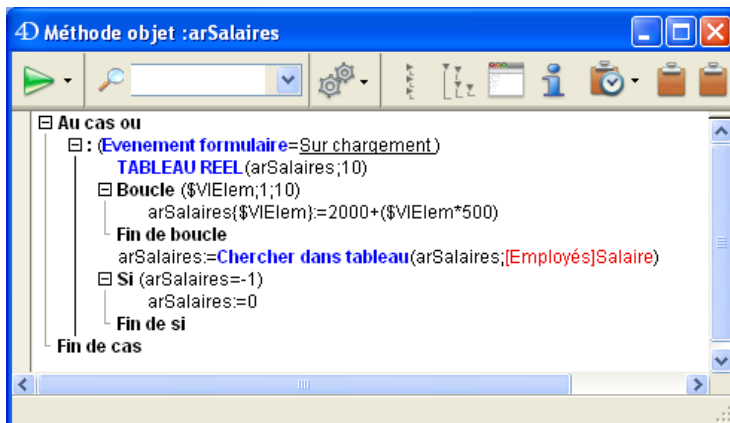 4D Méthode objet :arSalaires
Au cas ou
: (Evenement formulaire=Sur chargement)
TABLEAU REEL(arSalaires;10)
Boucle ($VlElem;1;10)
arSalaires{$VlElem}:=2000+($VlElem*500)
Fin de boucle
arSalaires:=Chercher dans tableau(arSalaires;[Employés]Salaire)
Si (arSalaires=-1)
arSalaires:=0
Fin de si
Fin de cas